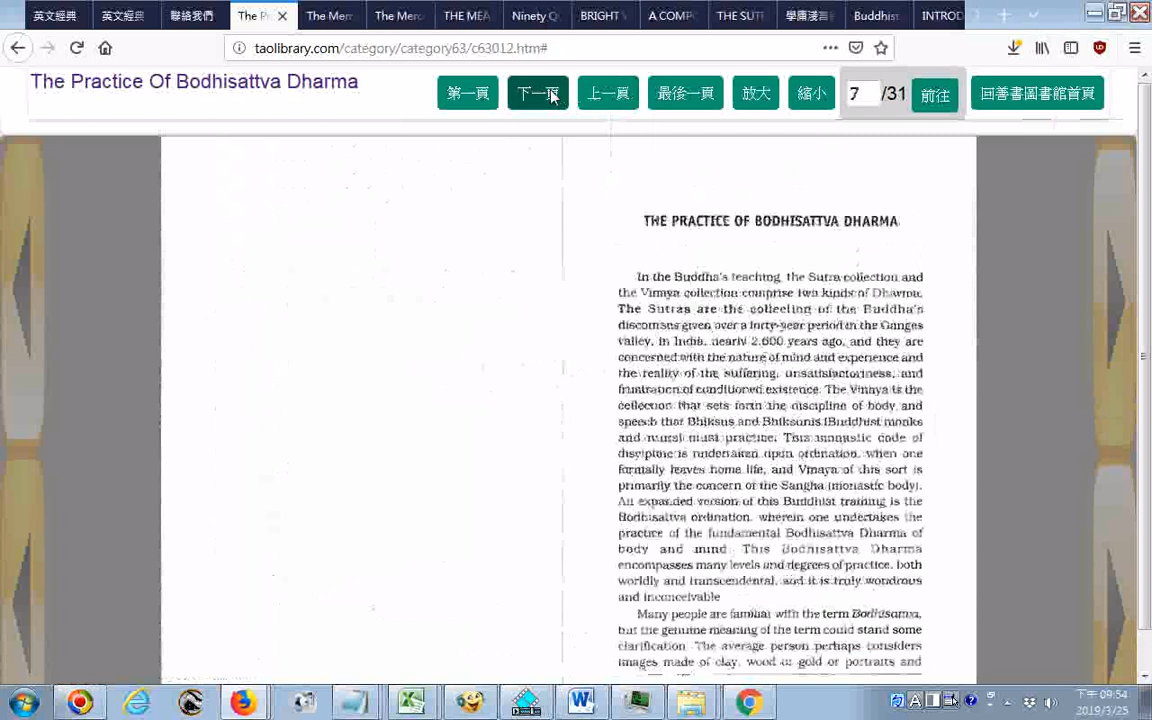 英文經典
英文經典
聯絡我們
The P
The Mem
The Merc
THE MEA
Ninety Q
BRIGHT
A COMP
THE SUT
學庸淺言
Buddhist
INTROD
taolibrary.com/category/category63/c63012.htm#
The Practice Of Bodhisattva Dharma
第一頁
下一頁
上一頁
最後一頁
放大
縮小
7
/31
前往
回善書圖書館首頁
THE PRACTICE OF BODHISATTVA DHARMA
In the Buddha's teaching, the Sutra collection and
the Vinaya collection comprise two kinds of Dharma.
The Sutras are the collection of the Buddha's
discourses given over a forty-year period in the Ganges
valley, in India, nearly 2,600 years ago, and they are
concerned with the nature of mind and experience and
the reality of the suffering, unsatisfactoriness, and
frustration of conditioned existence. The Vinaya is the
collection that sets forth the discipline of body and
speech that Bhiksus and Bhiksunis (Buddhist monks
and nuns) must practice. This monastic code of
discipline is undertaken upon ordination, when one
formally leaves home life, and Vinaya of this sort is
primarily the concern of the Sangha (monastic body).
An expanded version of this Buddhist training is the
Bodhisattva ordination, wherein one undertakes the
practice of the fundamental Bodhisattva Dharma of
body and mind. This Bodhisattva Dharma
encompasses many levels and degrees of practice, both
worldly and transcendental, and it is truly wondrous
and inconceivable
Many people are familiar with the term Bodhisattva,
but the genuine meaning of the term could stand some
clarification. The average person perhaps considers
images made of clay, wood or gold or portraits and
下午 09:54
2019/3/25